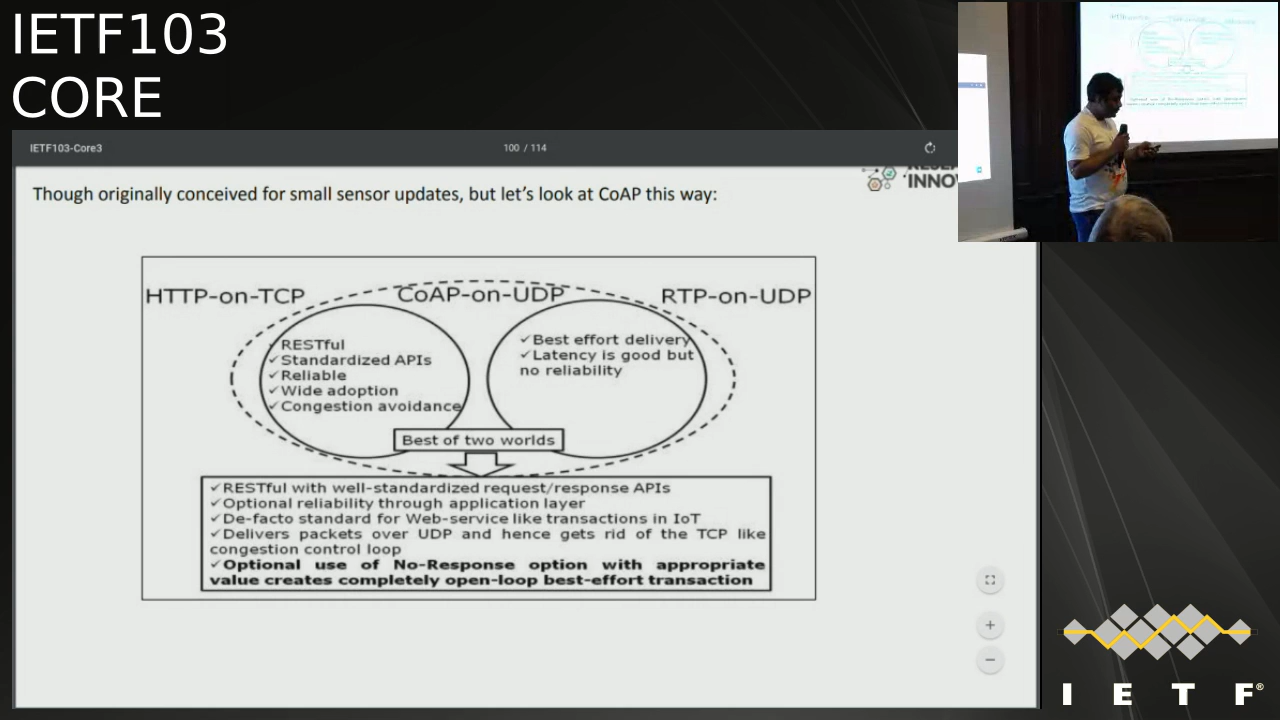 IETF103
CORE
IETF103-Core3
100 / 114
INNO
Though originally conceived for small sensor updates, but let's look at CoAP this way:
HTTP-on-TCP
CoAP-on-UDP
RTP-on-UDP
✓RESTful
✓Standardized APIs
✓Reliable
✓Wide adoption
✓Congestion avoidance
✓Best effort delivery
✓Latency is good but
no reliability
Best of two worlds
✓RESTful with well-standardized request/response APIs
✓Optional reliability through application layer
✓De-facto standard for Web-service like transactions in IoT
✓Delivers packets over UDP and hence gets rid of the TCP like
congestion control loop
✓Optional use of No-Response option with appropriate
value creates completely open-loop best-effort transaction
+
−
I E T F®